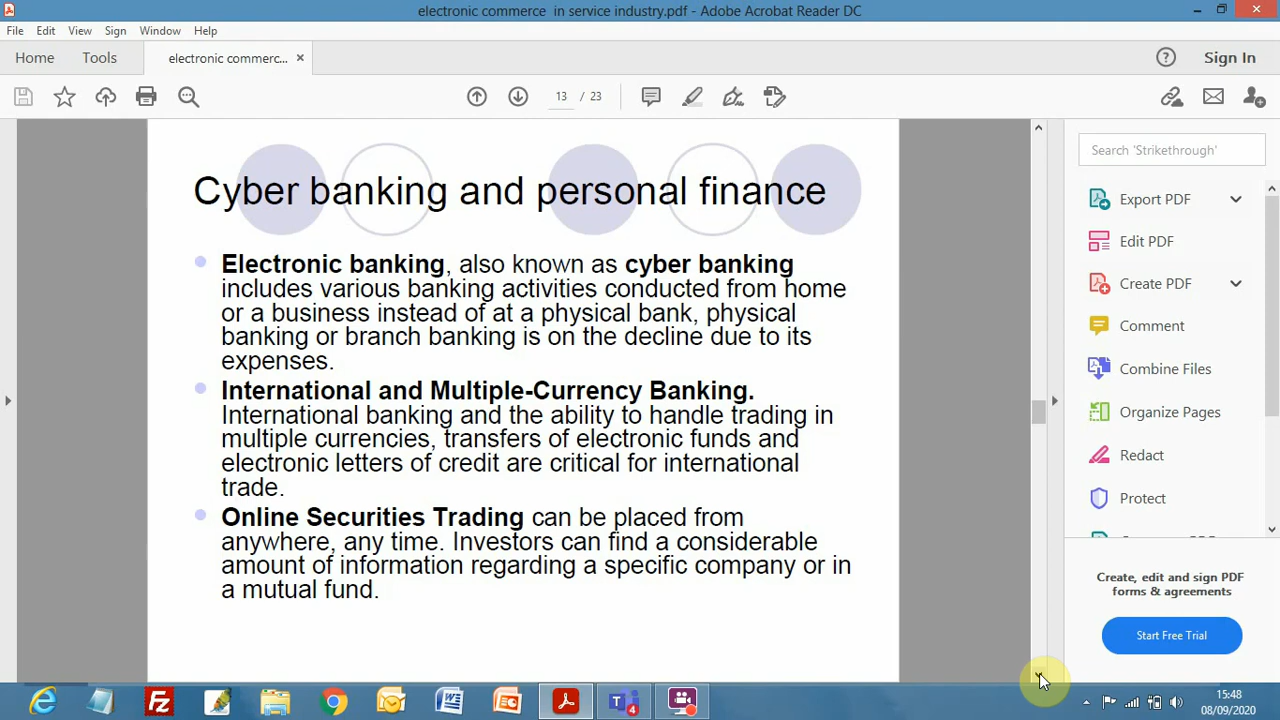 electronic commerce  in service industry.pdf - Adobe Acrobat Reader DC
File Edit View Sign Window Help
Home Tools electronic commerc... × Sign In
13 / 23
Search 'Strikethrough'
Cyber banking and personal finance
Electronic banking, also known as cyber banking
includes various banking activities conducted from home
or a business instead of at a physical bank, physical
banking or branch banking is on the decline due to its
expenses.
International and Multiple-Currency Banking.
International banking and the ability to handle trading in
multiple currencies, transfers of electronic funds and
electronic letters of credit are critical for international
trade.
Online Securities Trading can be placed from
anywhere, any time. Investors can find a considerable
amount of information regarding a specific company or in
a mutual fund.
Export PDF
Edit PDF
Create PDF
Comment
Combine Files
Organize Pages
Redact
Protect
Create, edit and sign PDF
forms & agreements
Start Free Trial
4
15:48
08/09/2020